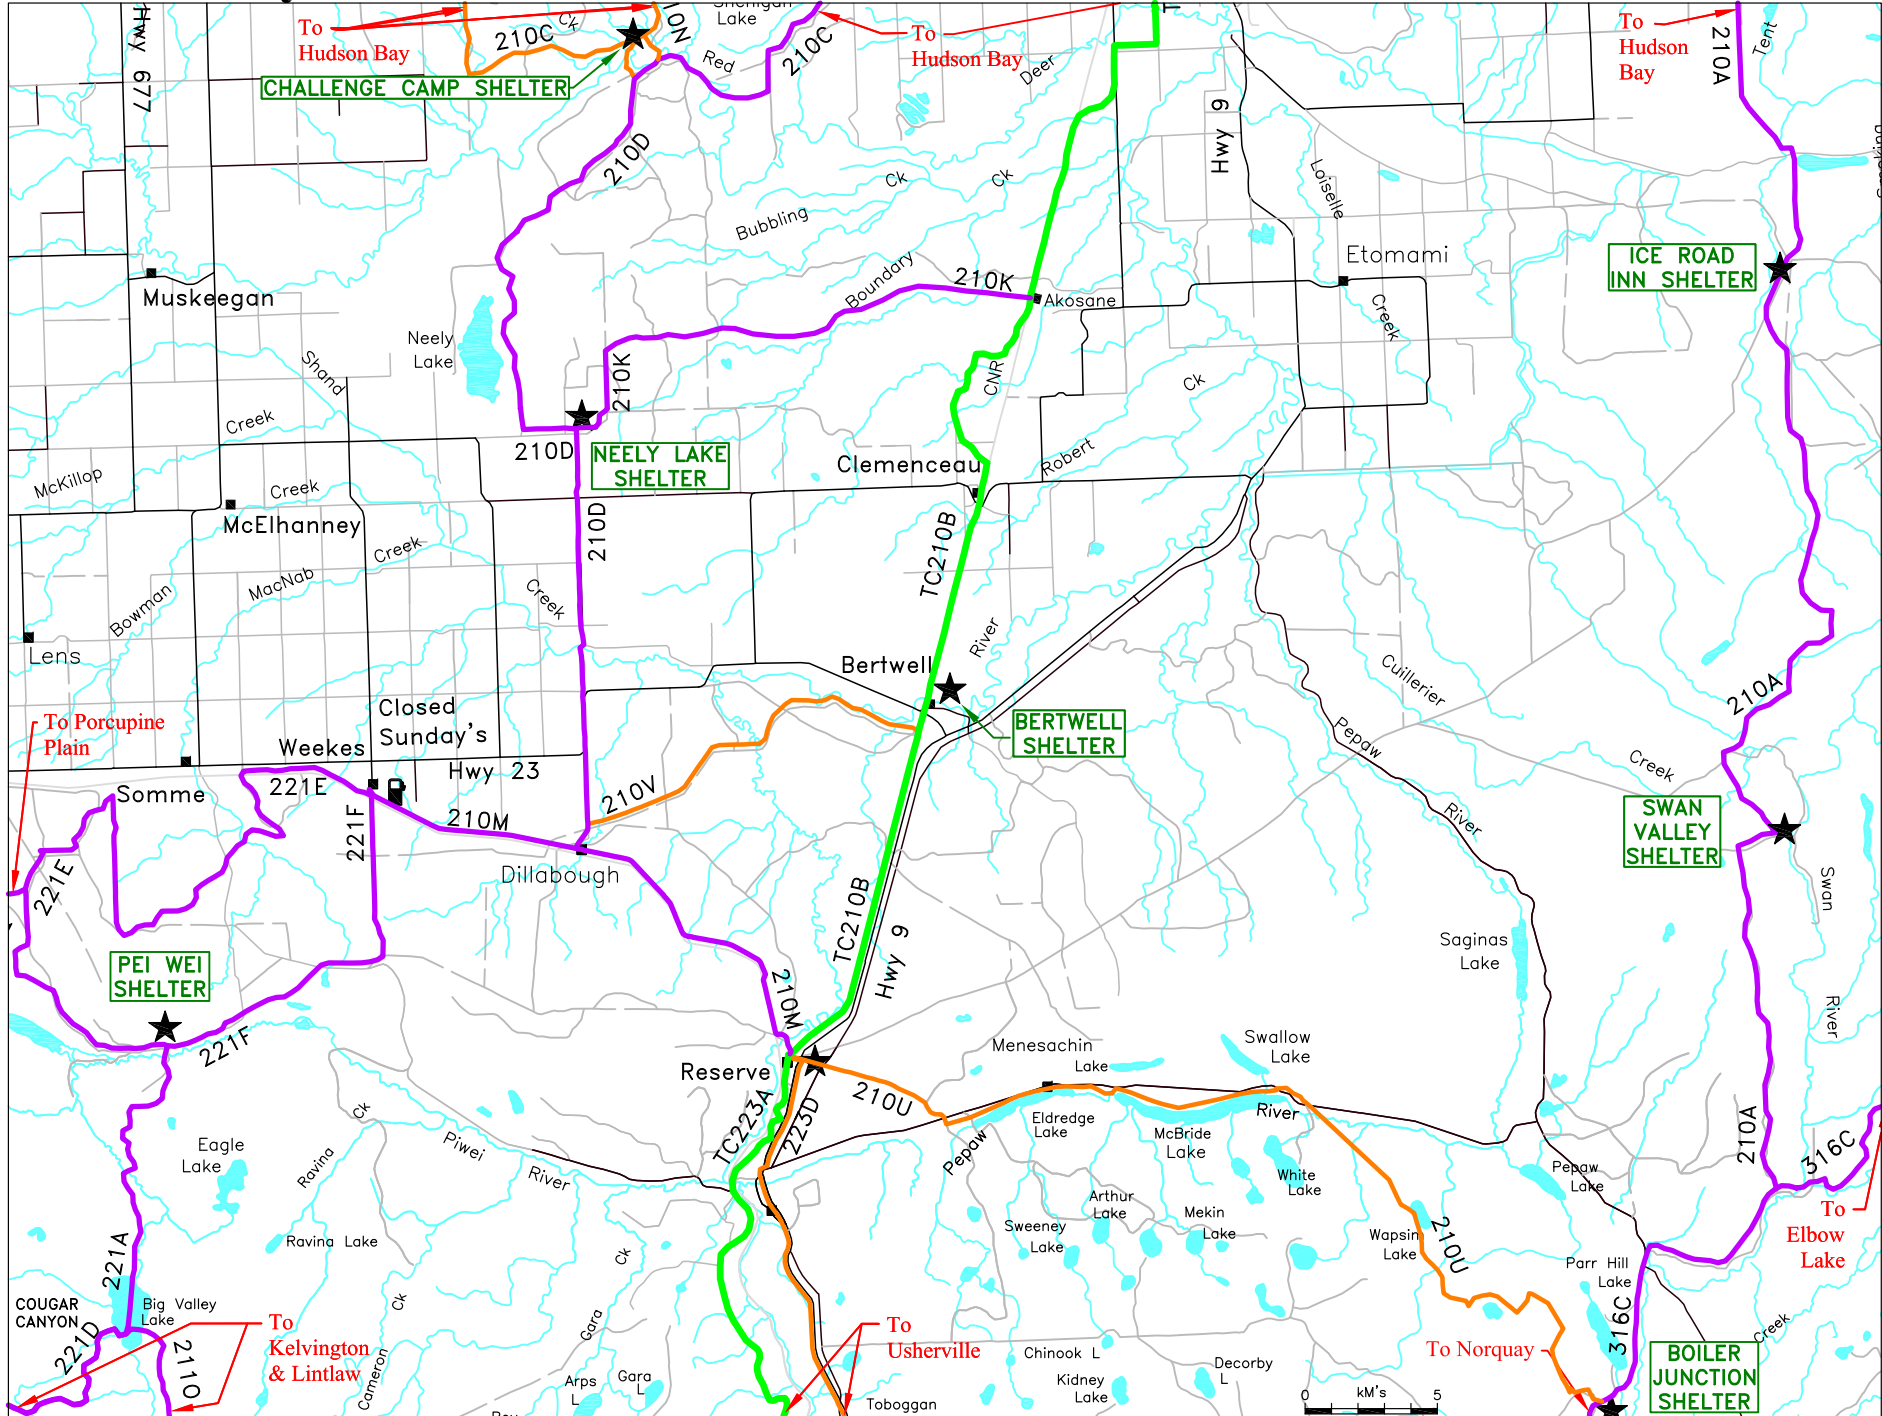 Hwy 677
To
Hudson Bay
210C
Ck
10N
Lake
Red
210C
To
Hudson Bay
Deer
T
To
Hudson
Bay
210A
Tent
CHALLENGE CAMP SHELTER
210D
Hwy 9
Ck
Ck
Loiselle
Bubbling
Boundary
Etomami
ICE ROAD
INN SHELTER
Muskeegan
210K
Akosane
Creek
Neely
Lake
Shand
210K
CNR
Ck
Creek
210D
NEELY LAKE
SHELTER
Clemenceau
Robert
McKillop
Creek
McElhanney
210D
TC210B
Creek
MacNab
Bowman
Creek
Lens
River
Bertwell
Cuillerier
210A
To Porcupine
Plain
Closed
Sunday's
Weekes
Hwy 23
BERTWELL
SHELTER
Pepaw
Creek
Somme
221E
221F
210M
210V
River
SWAN
VALLEY
SHELTER
221E
Dillabough
Swan
TC210B
Hwy 9
Saginas
Lake
PEI WEI
SHELTER
210M
River
221F
Reserve
Menesachin
Lake
Swallow
Lake
210U
TC223A
223D
Eldredge
Lake
McBride
Lake
River
Pepaw
210A
316C
Ck
Piwei
River
Eagle
Lake
Ravina
White
Lake
Pepaw
Lake
Arthur
Lake
Mekin
Lake
Sweeney
Lake
Wapsin
Lake
210U
To
Elbow
Lake
Ravina Lake
221A
Ck
Ck
Parr Hill
Lake
COUGAR
CANYON
Big Valley
Lake
To
Kelvington
& Lintlaw
221D
2110
Gara
Cameron
To
Usherville
Chinook L
Kidney
Lake
Decorby
L
To Norquay
316C
Creek
BOILER
JUNCTION
SHELTER
Arps
L
Gara
L
Toboggan
0 kM's 5